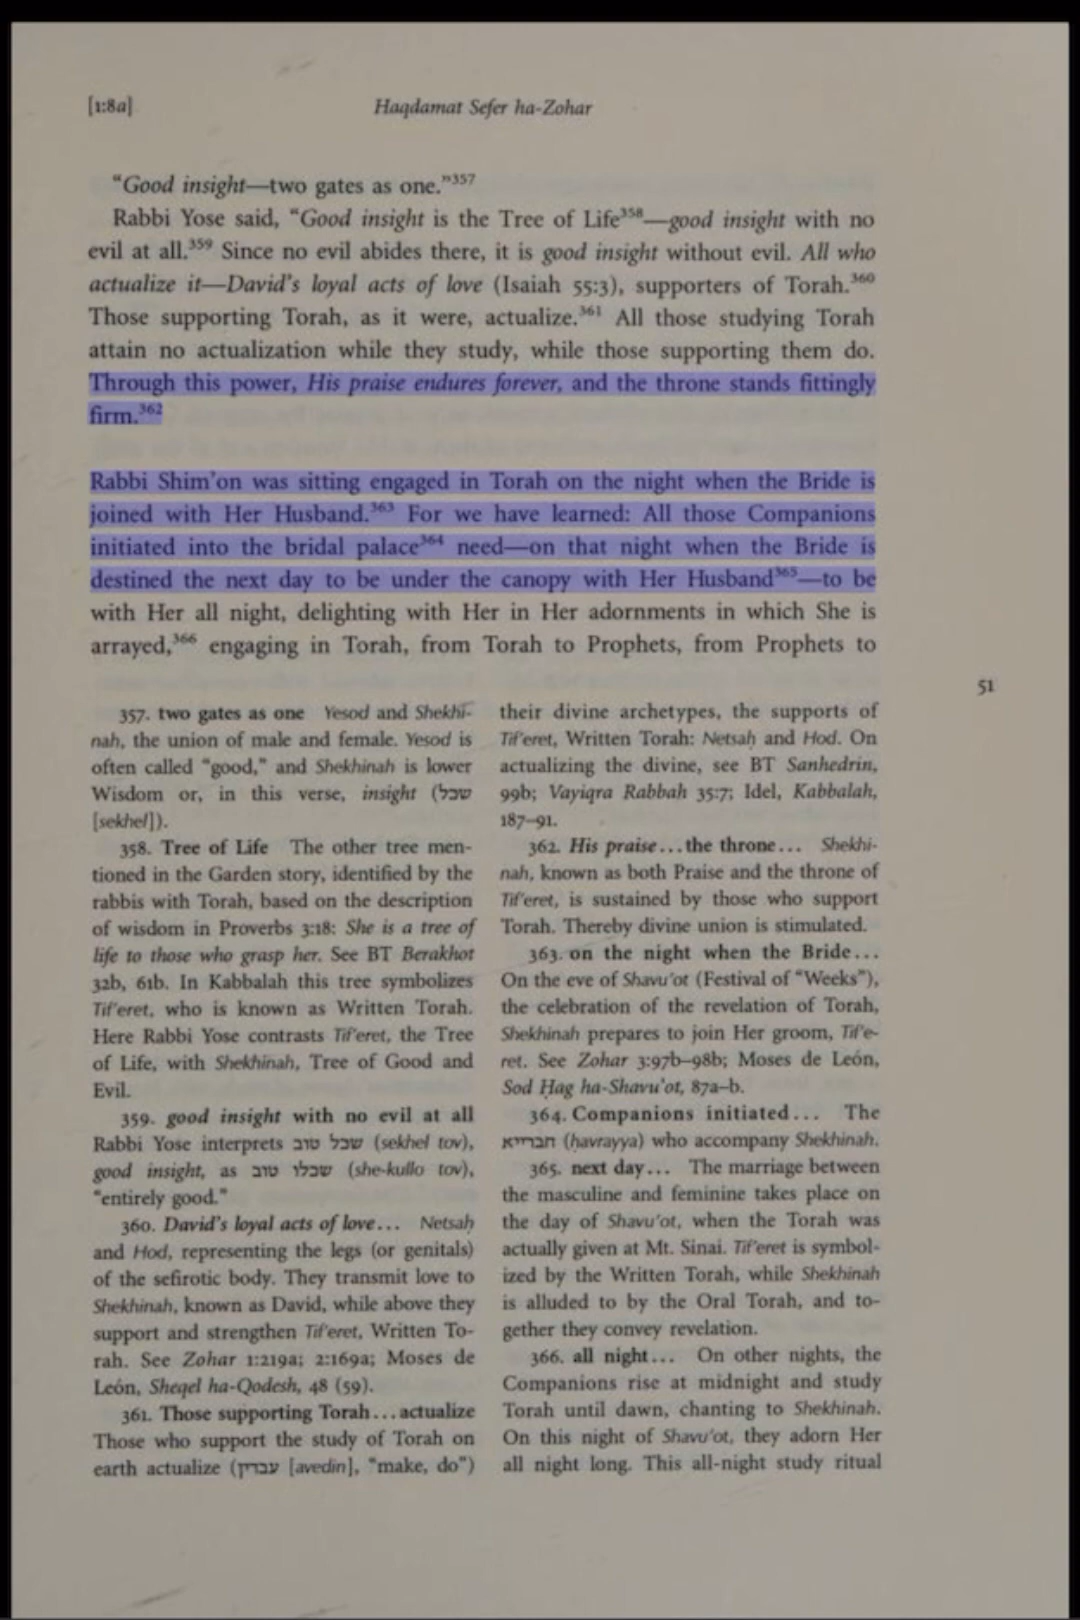 [1:8a]
Haqdamat Sefer ha-Zohar
“Good insight—two gates as one.”³⁵⁷
Rabbi Yose said, “Good insight is the Tree of Life³⁵⁸—good insight with no
evil at all.³⁵⁹ Since no evil abides there, it is good insight without evil. All who
actualize it—David’s loyal acts of love (Isaiah 55:3), supporters of Torah.³⁶⁰
Those supporting Torah, as it were, actualize.³⁶¹ All those studying Torah
attain no actualization while they study, while those supporting them do.
Through this power, His praise endures forever, and the throne stands fittingly
firm.³⁶²
Rabbi Shim’on was sitting engaged in Torah on the night when the Bride is
joined with Her Husband.³⁶³ For we have learned: All those Companions
initiated into the bridal palace³⁶⁴ need—on that night when the Bride is
destined the next day to be under the canopy with Her Husband³⁶⁵—to be
with Her all night, delighting with Her in Her adornments in which She is
arrayed,³⁶⁶ engaging in Torah, from Torah to Prophets, from Prophets to
51
357. two gates as one Yesod and Shekhi-
nah, the union of male and female. Yesod is
often called “good,” and Shekhinah is lower
Wisdom or, in this verse, insight (שכל
[sekhel]).
358. Tree of Life The other tree men-
tioned in the Garden story, identified by the
rabbis with Torah, based on the description
of wisdom in Proverbs 3:18: She is a tree of
life to those who grasp her. See BT Berakhot
32b, 61b. In Kabbalah this tree symbolizes
Tif’eret, who is known as Written Torah.
Here Rabbi Yose contrasts Tif’eret, the Tree
of Life, with Shekhinah, Tree of Good and
Evil.
359. good insight with no evil at all
Rabbi Yose interprets שכל טוב (sekhel tov),
good insight, as שכלו טוב (she-kullo tov),
“entirely good.”
360. David’s loyal acts of love... Netsaḥ
and Hod, representing the legs (or genitals)
of the sefirotic body. They transmit love to
Shekhinah, known as David, while above they
support and strengthen Tif’eret, Written To-
rah. See Zohar 1:219a; 2:169a; Moses de
León, Sheqel ha-Qodesh, 48 (59).
361. Those supporting Torah...actualize
Those who support the study of Torah on
earth actualize (עבדין [avedin], “make, do”)
their divine archetypes, the supports of
Tif’eret, Written Torah: Netsaḥ and Hod. On
actualizing the divine, see BT Sanhedrin,
99b; Vayiqra Rabbah 35:7; Idel, Kabbalah,
187–91.
362. His praise...the throne... Shekhi-
nah, known as both Praise and the throne of
Tif’eret, is sustained by those who support
Torah. Thereby divine union is stimulated.
363. on the night when the Bride...
On the eve of Shavu’ot (Festival of “Weeks”),
the celebration of the revelation of Torah,
Shekhinah prepares to join Her groom, Tif’e-
ret. See Zohar 3:97b–98b; Moses de León,
Sod Ḥag ha-Shavu’ot, 87a–b.
364. Companions initiated... The
חברייא (ḥavrayya) who accompany Shekhinah.
365. next day... The marriage between
the masculine and feminine takes place on
the day of Shavu’ot, when the Torah was
actually given at Mt. Sinai. Tif’eret is symbol-
ized by the Written Torah, while Shekhinah
is alluded to by the Oral Torah, and to-
gether they convey revelation.
366. all night... On other nights, the
Companions rise at midnight and study
Torah until dawn, chanting to Shekhinah.
On this night of Shavu’ot, they adorn Her
all night long. This all-night study ritual